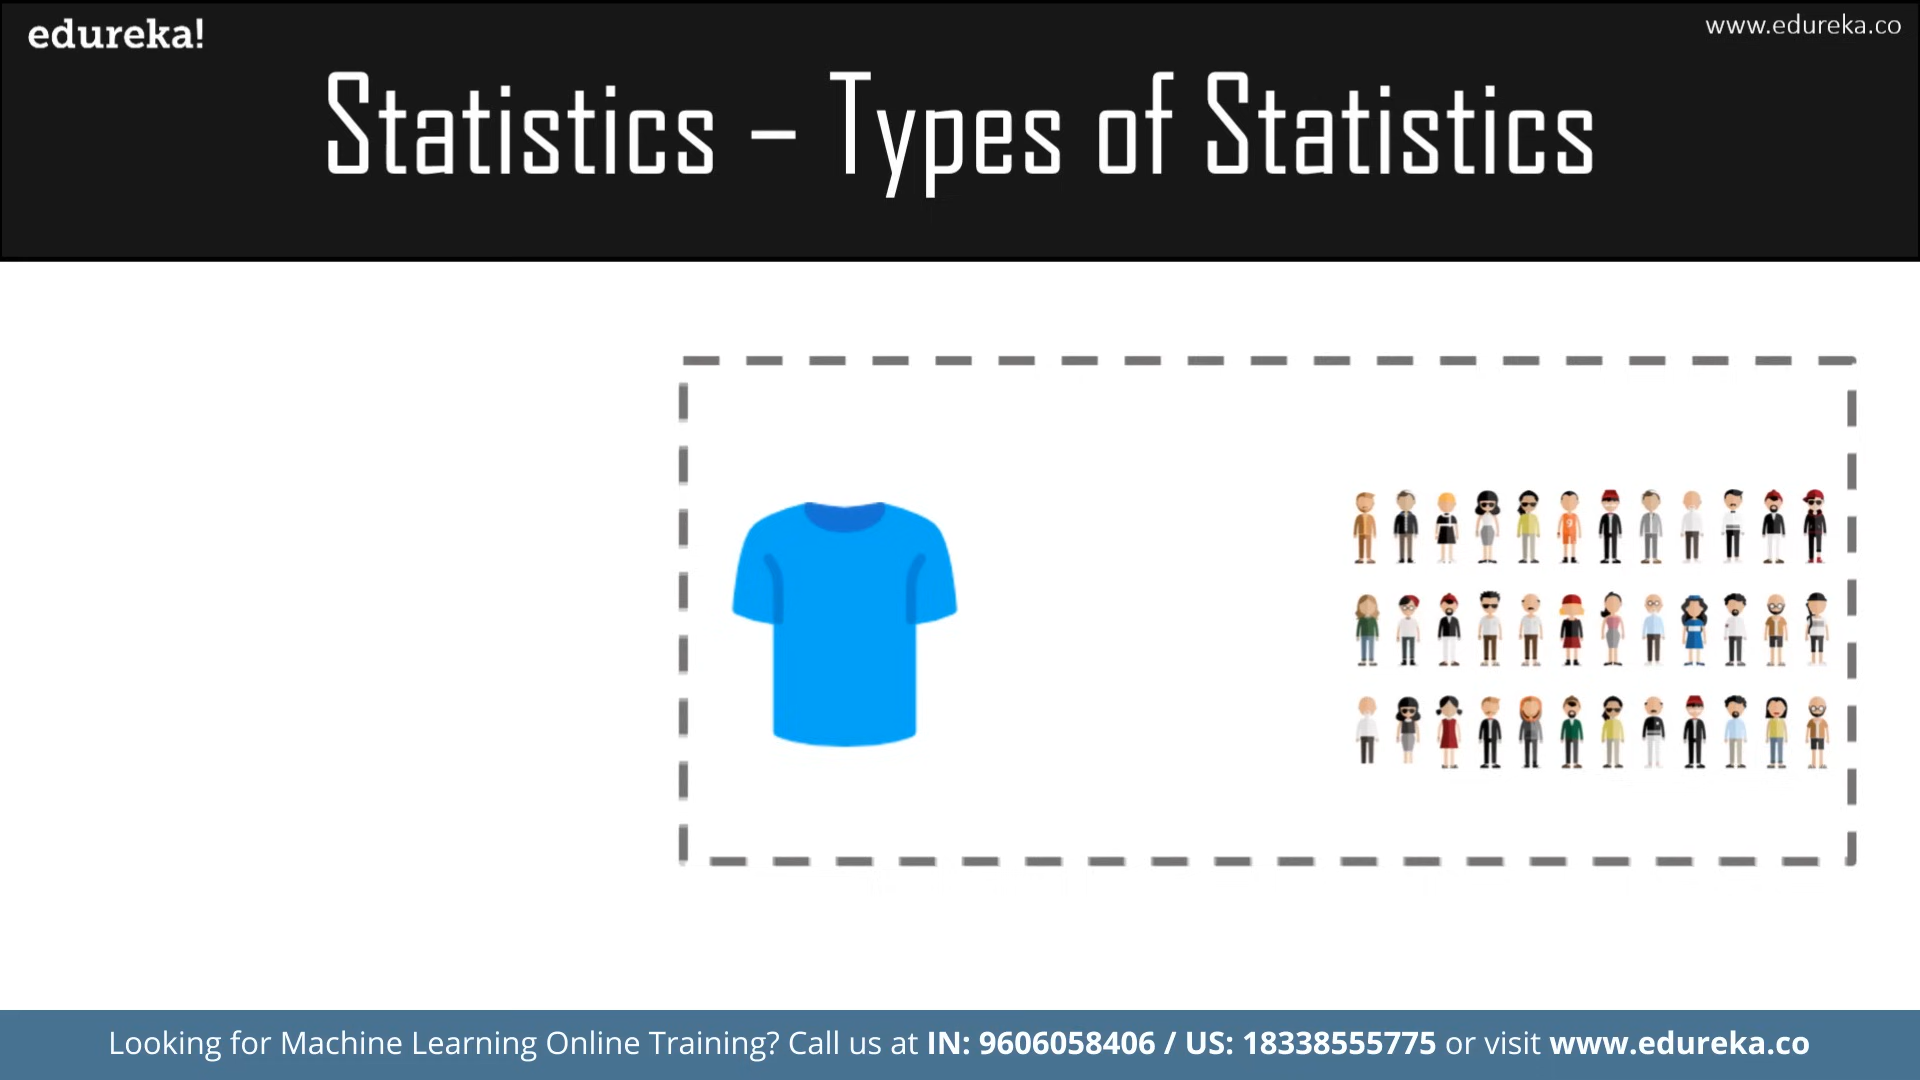 edureka!
www.edureka.co
Statistics – Types of Statistics
Looking for Machine Learning Online Training? Call us at IN: 9606058406 / US: 18338555775 or visit www.edureka.co